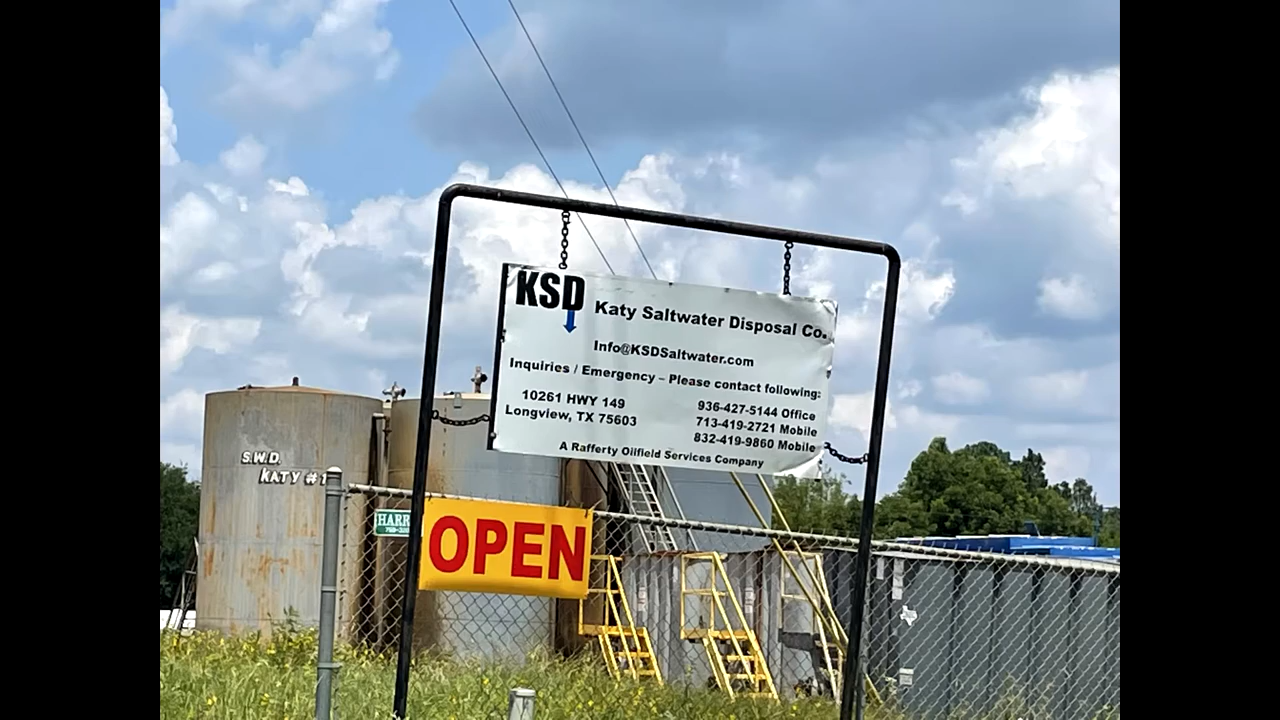 KSD
Katy Saltwater Disposal Co.
Info@KSDSaltwater.com
Inquiries / Emergency – Please contact following:
10261 HWY 149
Longview, TX 75603
936-427-5144 Office
713-419-2721 Mobile
832-419-9860 Mobile
A Rafferty Oilfield Services Company
S.W.D.
KATY #1
HARR
OPEN